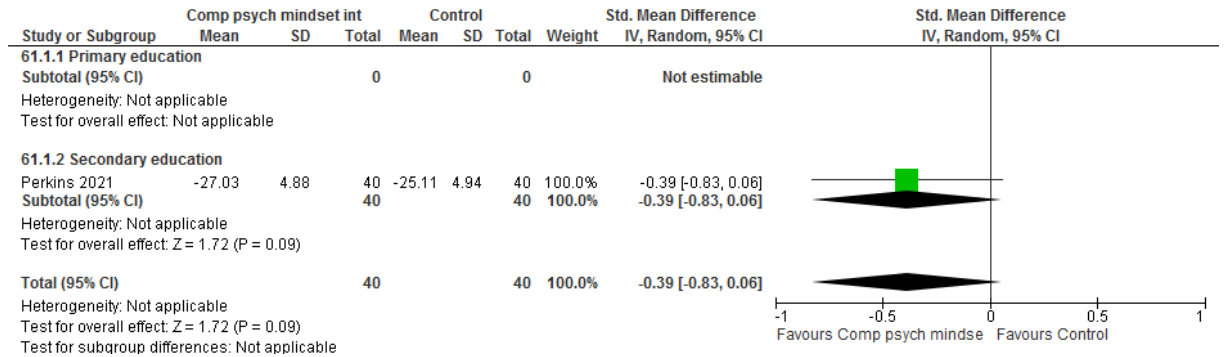 Comp psych mindset int Control Std. Mean Difference Std. Mean Difference
Study or Subgroup Mean SD Total Mean SD Total Weight IV, Random, 95% CI IV, Random, 95% CI
61.1.1 Primary education
Subtotal (95% CI) 0 0 Not estimable
Heterogeneity: Not applicable
Test for overall effect: Not applicable
61.1.2 Secondary education
Perkins 2021 -27.03 4.88 40 -25.11 4.94 40 100.0% -0.39 [-0.83, 0.06]
Subtotal (95% CI) 40 40 100.0% -0.39 [-0.83, 0.06]
Heterogeneity: Not applicable
Test for overall effect: Z = 1.72 (P = 0.09)
Total (95% CI) 40 40 100.0% -0.39 [-0.83, 0.06]
Heterogeneity: Not applicable
Test for overall effect: Z = 1.72 (P = 0.09)
Test for subgroup differences: Not applicable
-1 -0.5 0 0.5 1
Favours Comp psych mindse Favours Control